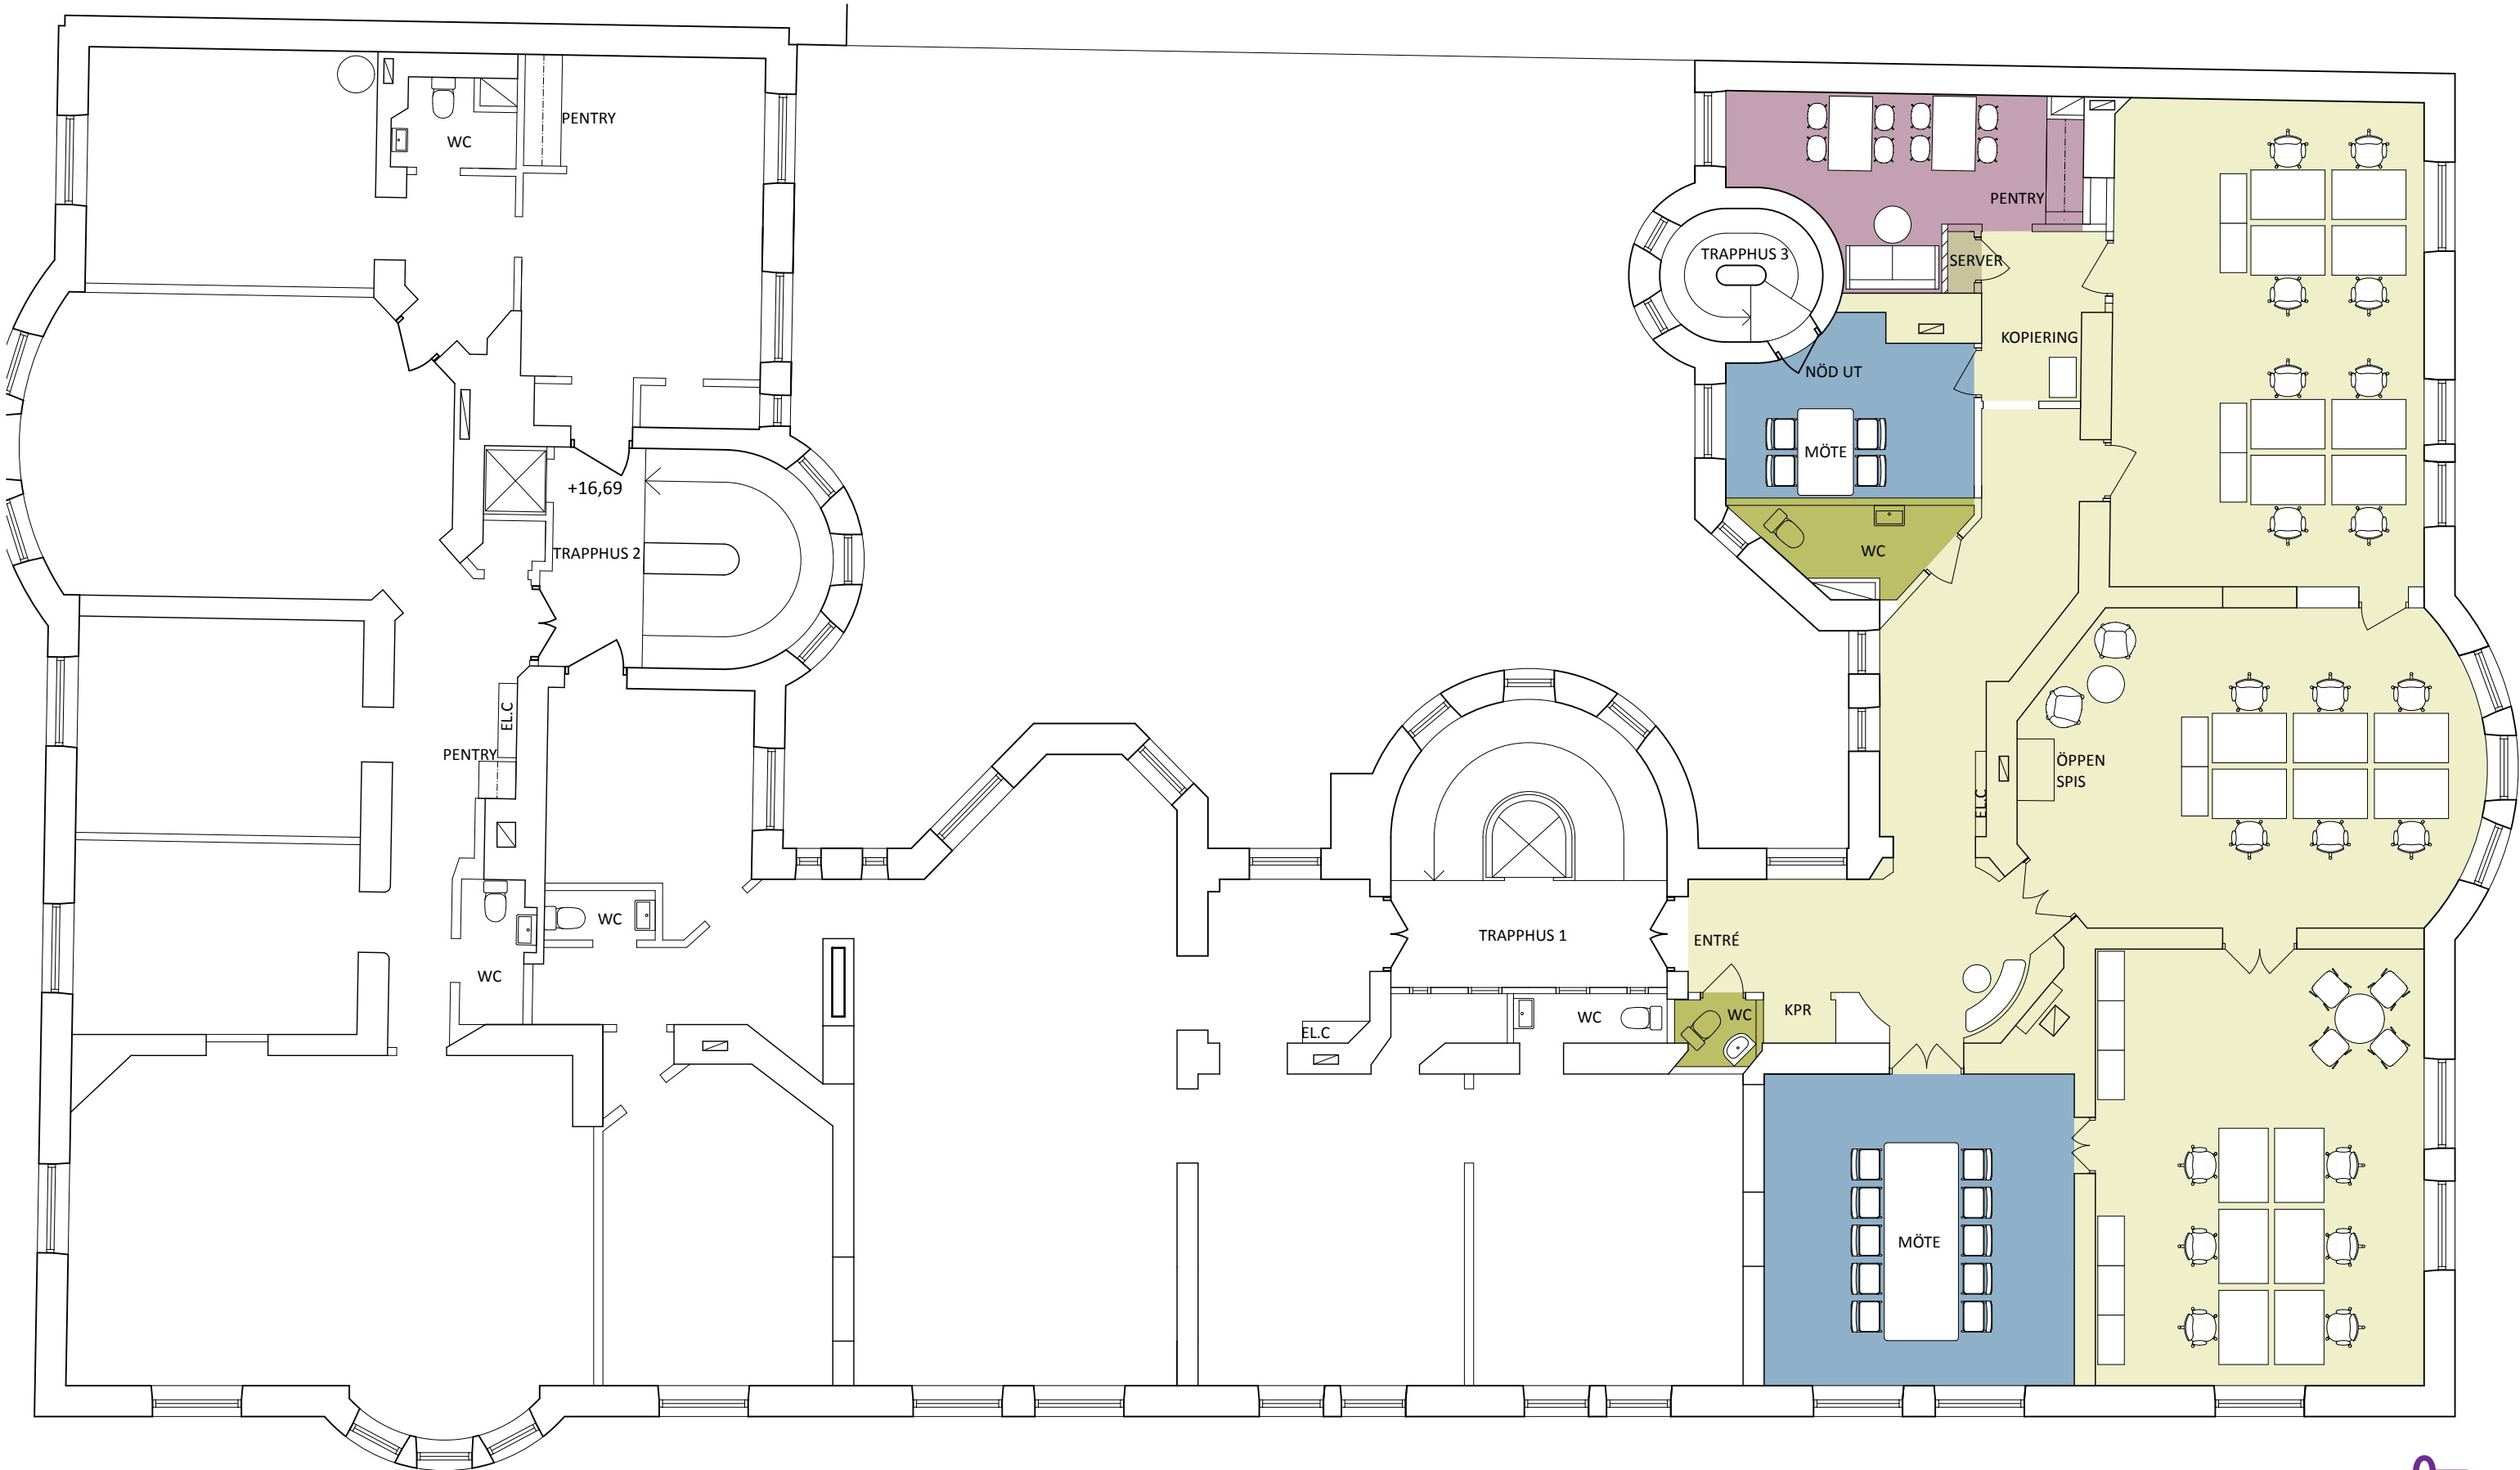 PENTRY
WC
PENTRY
TRAPPHUS 3
SERVER
KOPIERING
NÖD UT
MÖTE
+16,69
WC
TRAPPHUS 2
EL.C
PENTRY
ÖPPEN
SPIS
EL.C
WC
TRAPPHUS 1
ENTRÉ
WC
KPR
WC
WC
EL.C
MÖTE